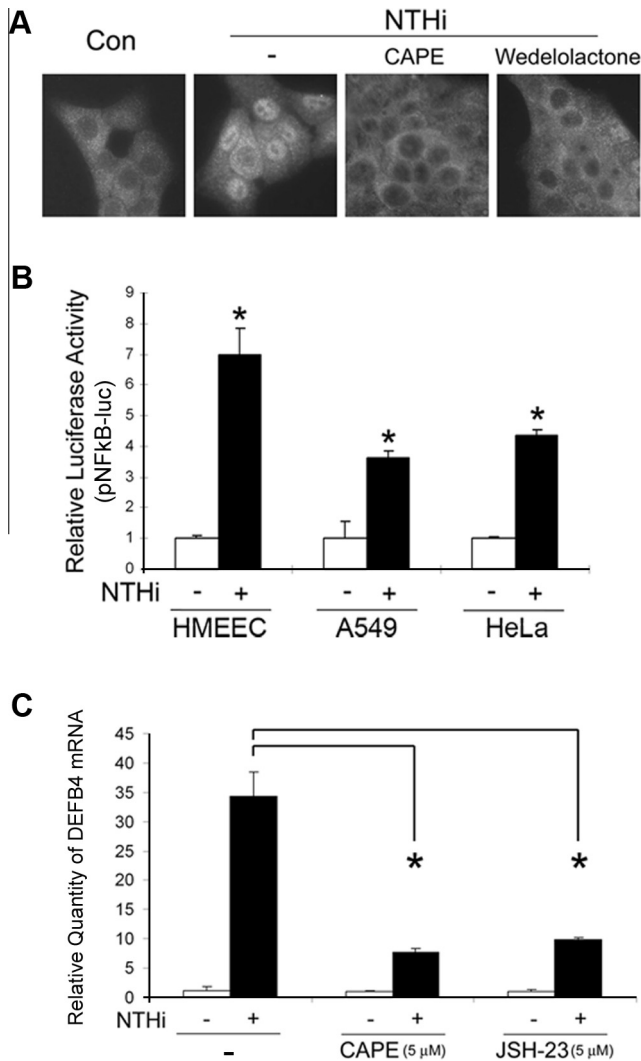 A
Con
NTHi
-
CAPE
Wedelolactone
B
Relative Luciferase Activity
(pNFkB-luc)
9
8
7
6
5
4
3
2
1
0
*
*
*
NTHi - + - + - +
HMEEC A549 HeLa
C
Relative Quantity of DEFB4 mRNA
45
40
35
30
25
20
15
10
5
0
*
*
NTHi - + - + - +
- CAPE (5 μM) JSH-23 (5 μM)